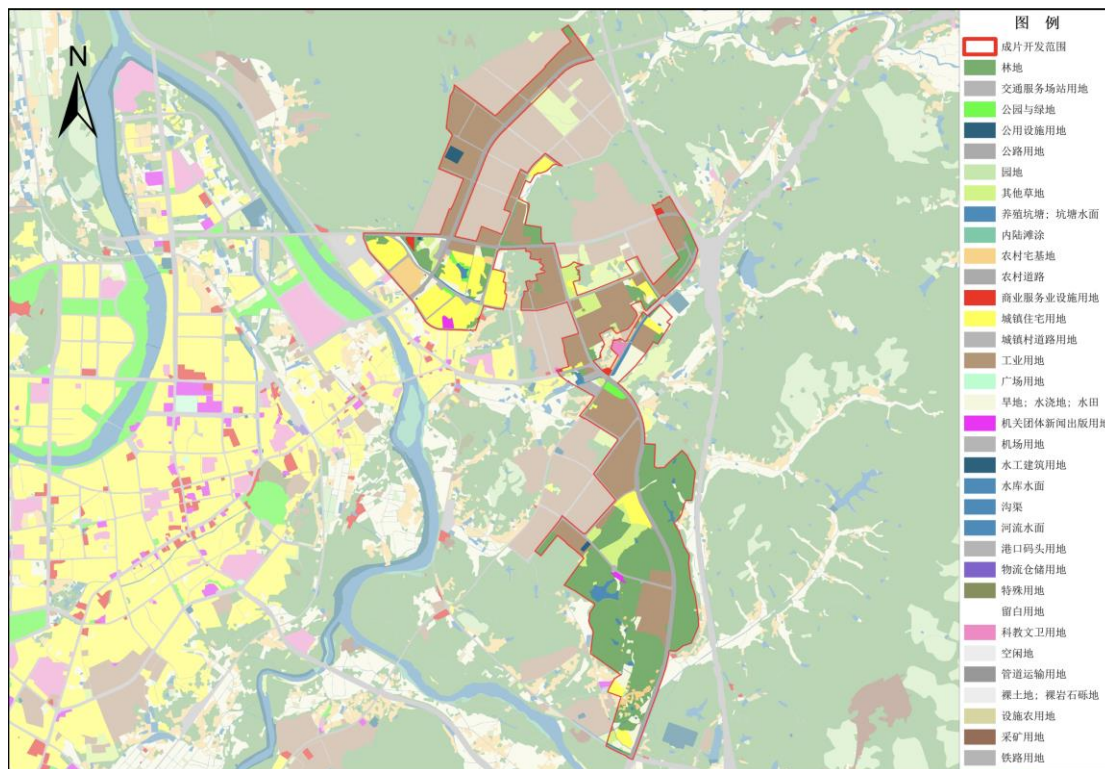 N
图 例
成片开发范围
林地
交通服务场站用地
公园与绿地
公用设施用地
公路用地
园地
其他草地
养殖坑塘；坑塘水面
内陆滩涂
农村宅基地
农村道路
商业服务业设施用地
城镇住宅用地
城镇村道路用地
工业用地
广场用地
旱地；水浇地；水田
机关团体新闻出版用地
机场用地
水工建筑用地
水库水面
沟渠
河流水面
港口码头用地
物流仓储用地
特殊用地
留白用地
科教文卫用地
空闲地
管道运输用地
裸土地；裸岩石砾地
设施农用地
采矿用地
铁路用地